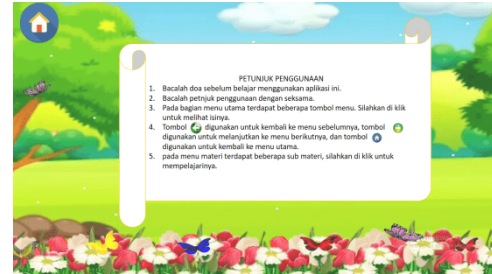 PETUNJUK PENGGUNAAN
1. Bacalah doa sebelum belajar menggunakan aplikasi ini.
2. Bacalah petnjuk penggunaan dengan seksama.
3. Pada bagian menu utama terdapat beberapa tombol menu. Silahkan di klik
untuk melihat isinya.
4. Tombol digunakan untuk kembali ke menu sebelumnya, tombol
digunakan untuk melanjutkan ke menu berikutnya, dan tombol
digunakan untuk kembali ke menu utama.
5. pada menu materi terdapat beberapa sub materi, silahkan di klik untuk
mempelajarinya.